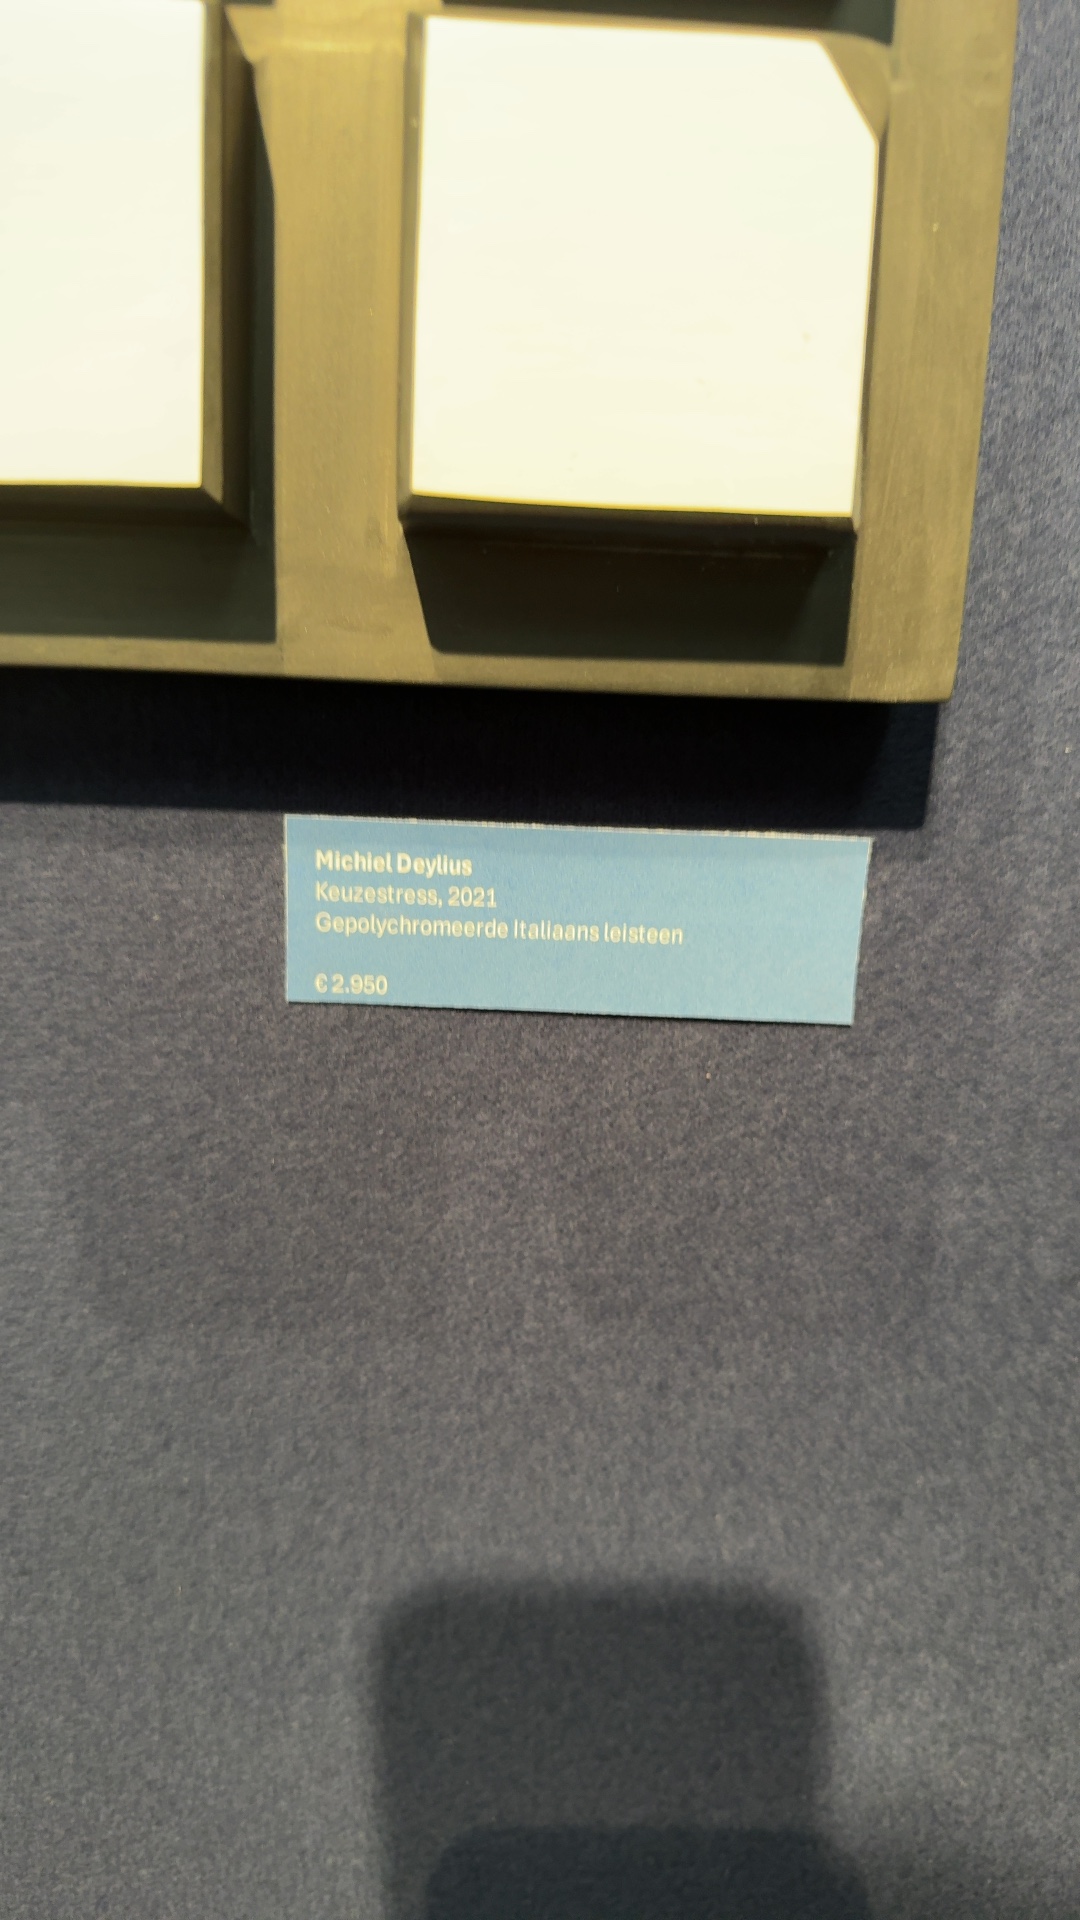 Michiel Deylius
Keuzestress, 2021
Gepolychromeerde Italiaans leisteen
€ 2.950